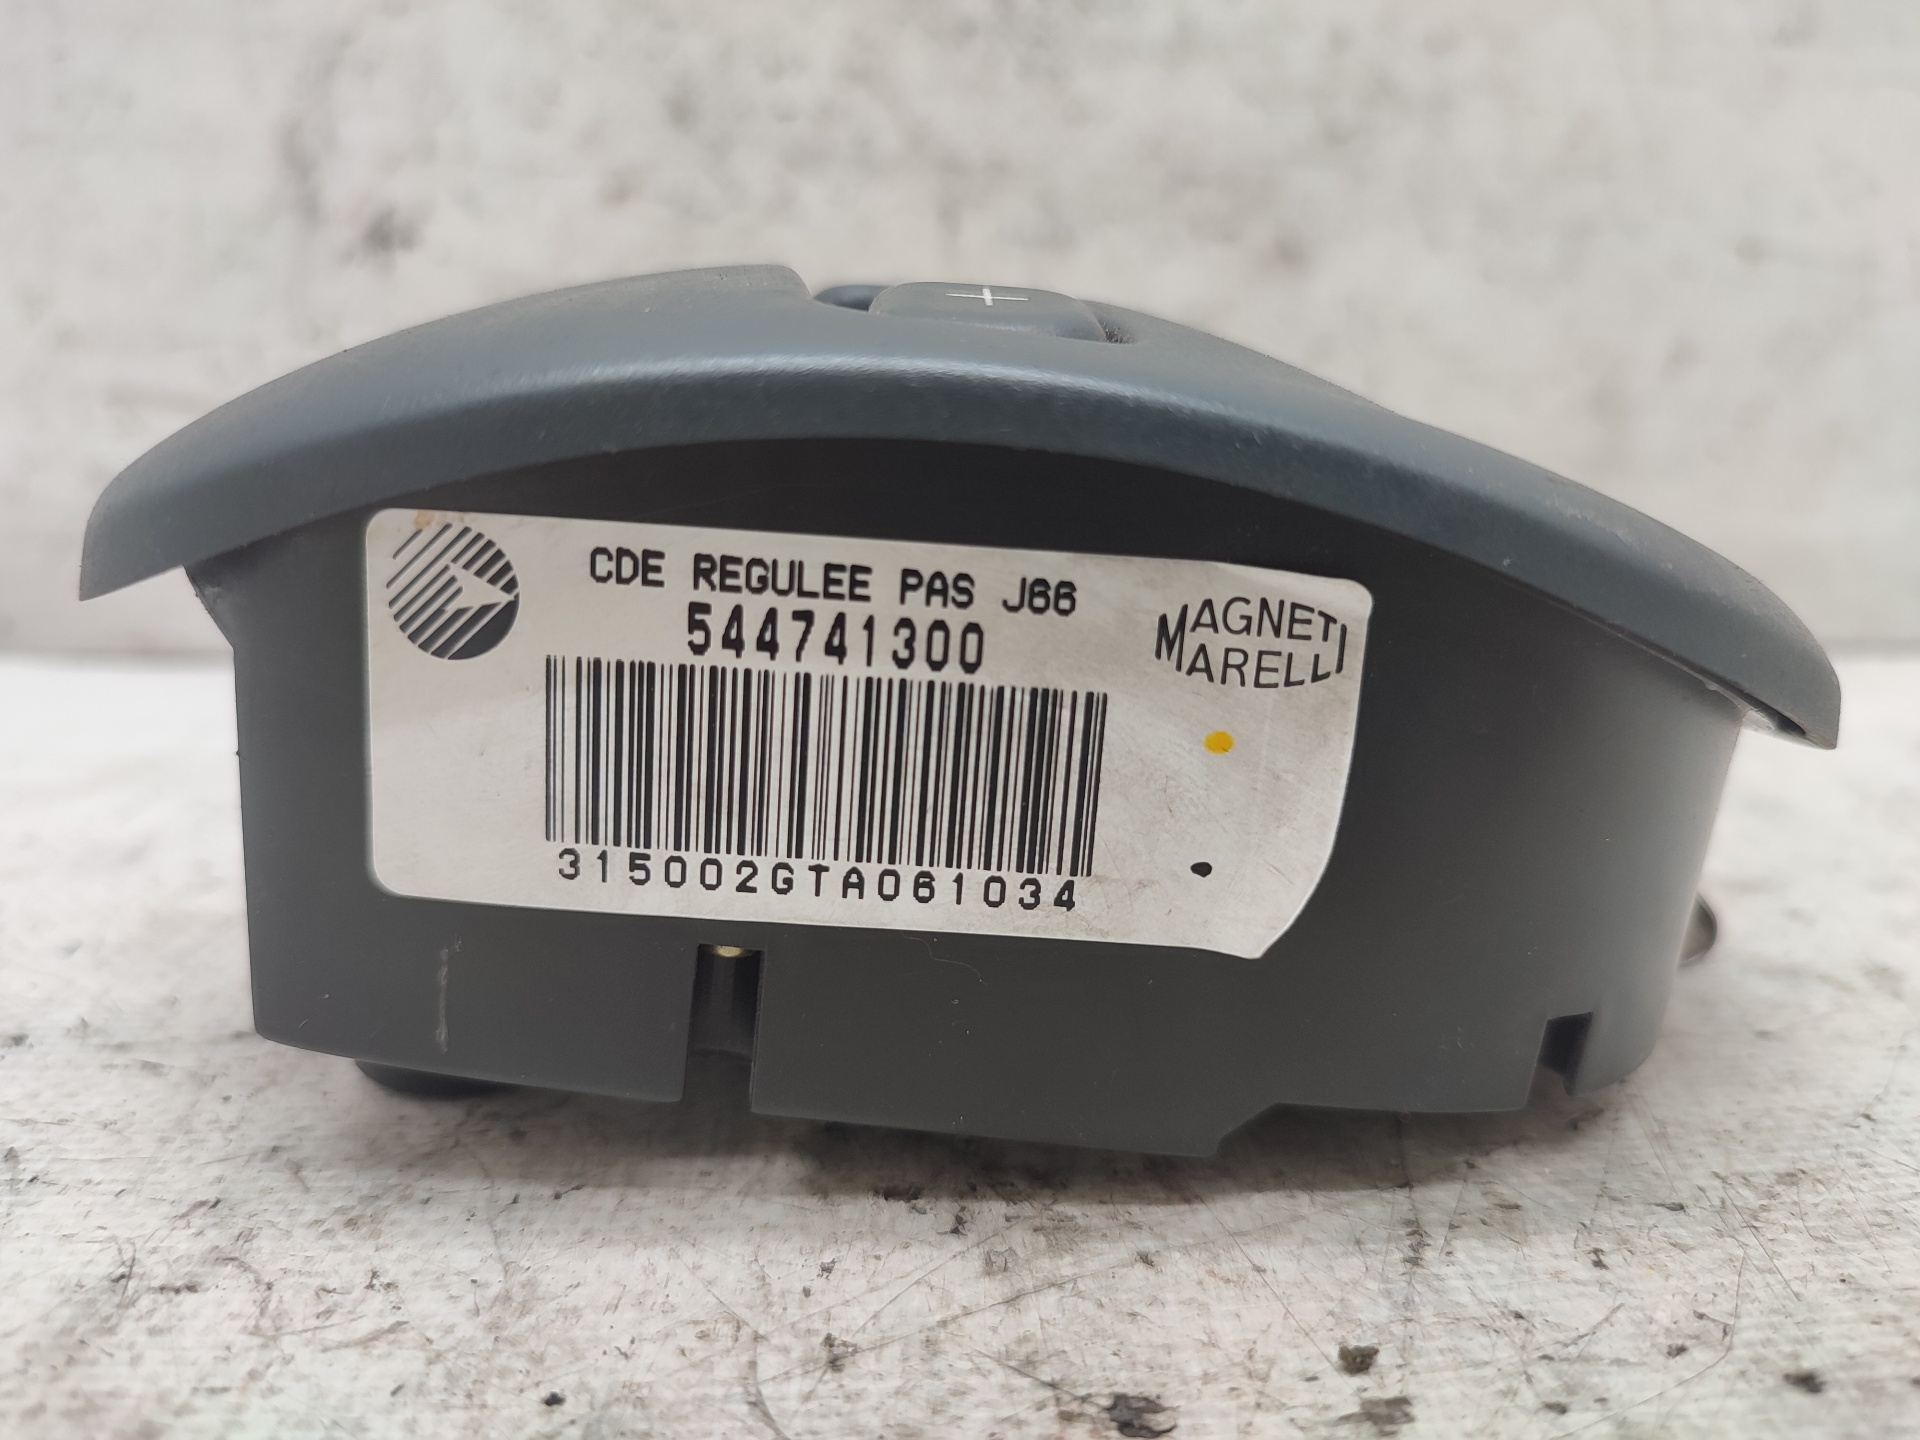 +
CDE REGULEE PAS J66
544741300
MAGNETI
MARELLI
315002GTA061034